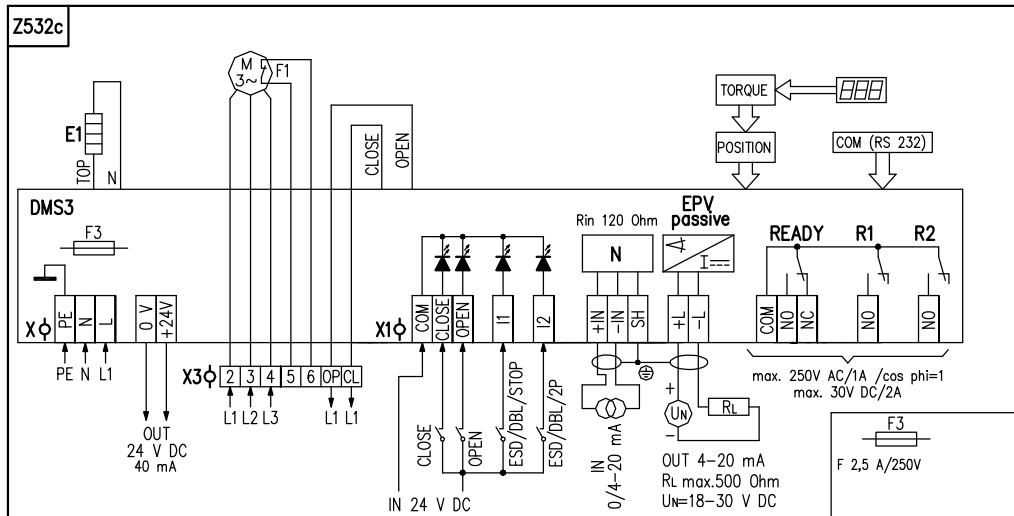 Z532c
M
3~
F1
TORQUE
E1
TOP
N
CLOSE
OPEN
POSITION
COM (RS 232)
DMS3
F3
Rin 120 Ohm
N
EPV
passive
I
READY
R1
R2
X
PE
N
L
0 V
+24V
X1
COM
CLOSE
OPEN
I1
I2
+IN
-IN
SH
+L
-L
COM
NO
NC
NO
NO
PE N L1
X3
2 3 4 5 6 OP CL
L1 L2 L3 L1 L1
OUT
24 V DC
40 mA
CLOSE
OPEN
ESD/DBL/STOP
ESD/DBL/2P
IN 24 V DC
IN
0/4-20 mA
+
UN
-
RL
OUT 4-20 mA
RL max.500 Ohm
UN=18-30 V DC
max. 250V AC/1A /cos phi=1
max. 30V DC/2A
F3
F 2,5 A/250V